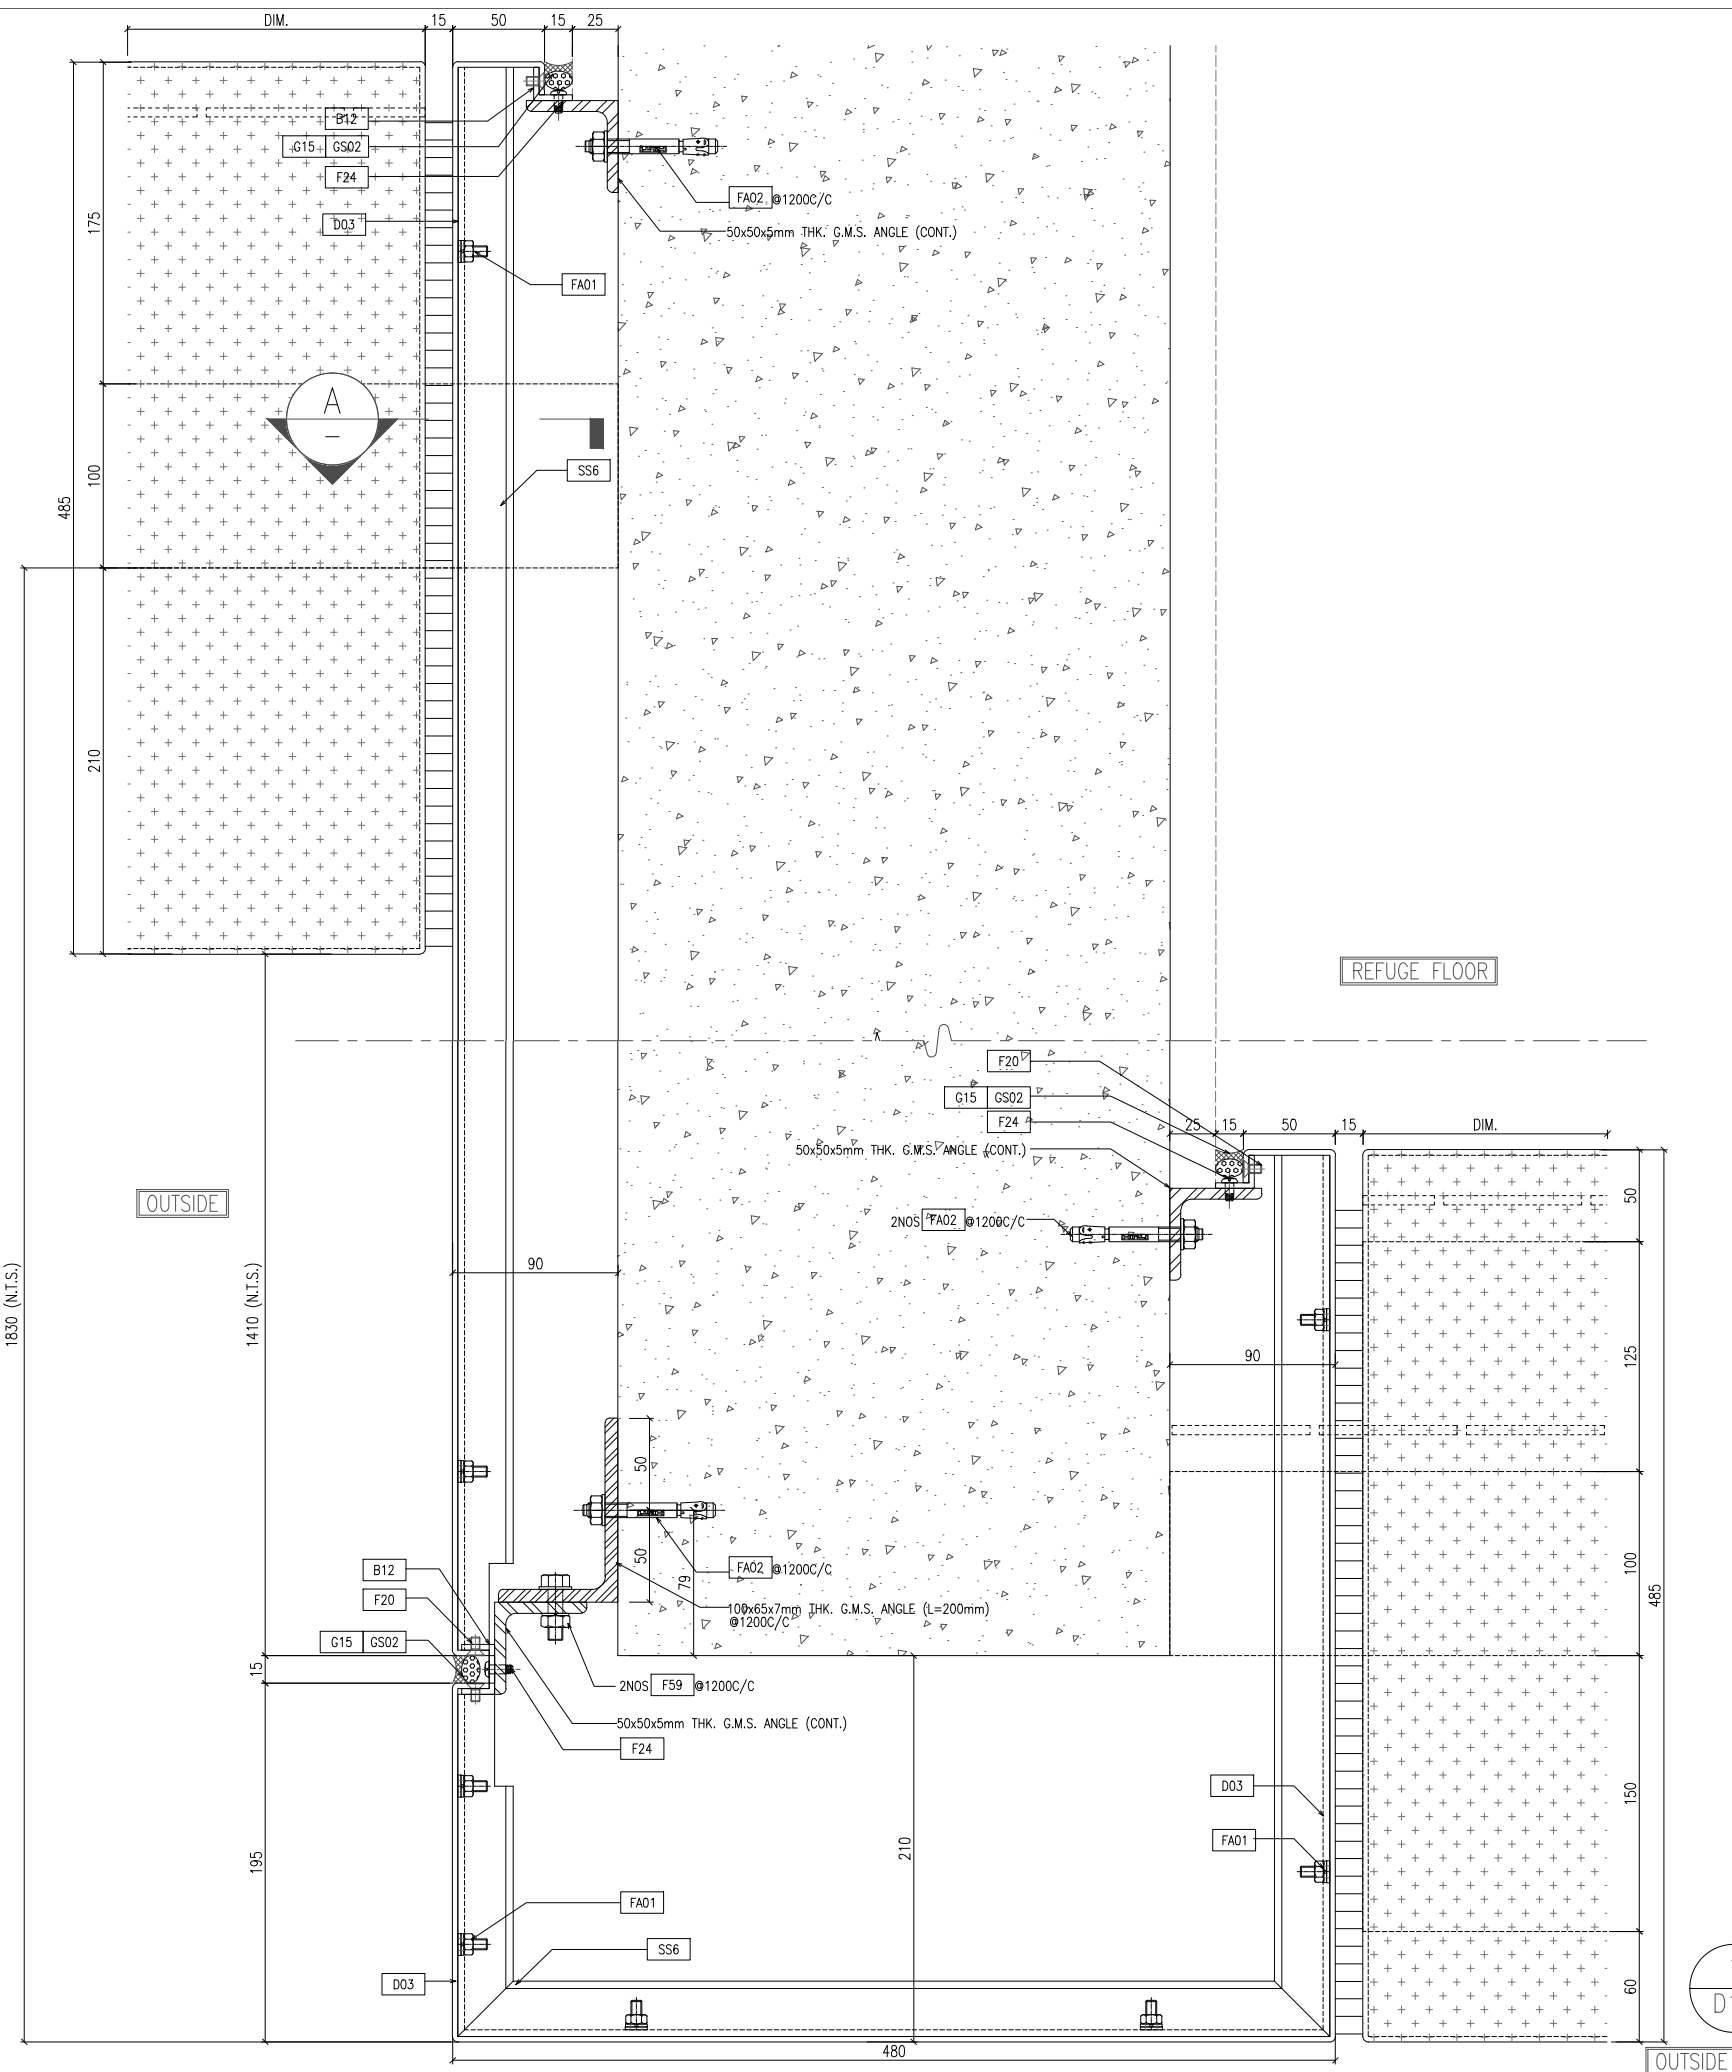 DIM. 15 50 15 25
B12
G15 GS02
F24
D03
FA02 @1200C/C
50x50x5mm THK. G.M.S. ANGLE (CONT.)
FA01
175
A
–
100
485
SS6
210
REFUGE FLOOR
F20
G15 GS02
F24
50x50x5mm THK. G.M.S. ANGLE (CONT.)
25 15 50 15 DIM.
OUTSIDE
2NOS FA02 @1200C/C
50
90
1830 (N.T.S.)
1410 (N.T.S.)
125
90
50
50
79
FA02 @1200C/C
100x65x7mm THK. G.M.S. ANGLE (L=200mm)
@1200C/C
B12
F20
G15 GS02
100
485
15
2NOS F59 @1200C/C
50x50x5mm THK. G.M.S. ANGLE (CONT.)
F24
D03
150
FA01
195
210
FA01
SS6
D03
60
480
OUTSIDE